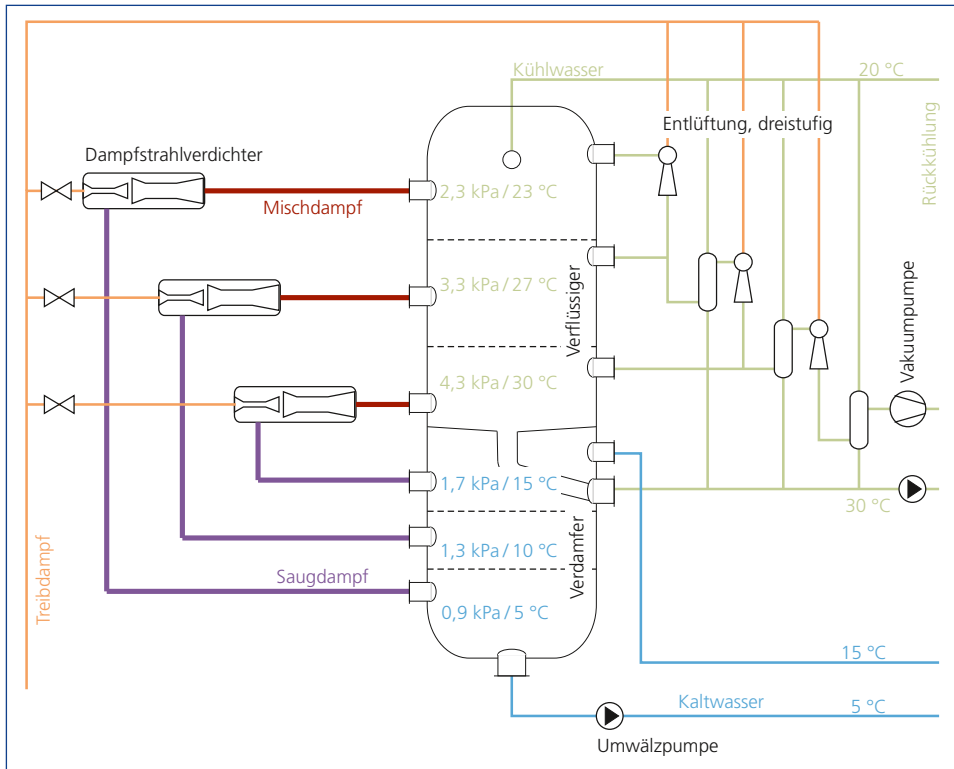 Kühlwasser
20 °C
Entlüftung, dreistufig
Rückkühlung
Dampfstrahlverdichter
2,3 kPa / 23 °C
Mischdampf
3,3 kPa / 27 °C
Verflüssiger
4,3 kPa / 30 °C
Vakuumpumpe
1,7 kPa / 15 °C
30 °C
1,3 kPa / 10 °C
Verdamfer
Saugdampf
Treibdampf
0,9 kPa / 5 °C
15 °C
Kaltwasser
5 °C
Umwälzpumpe